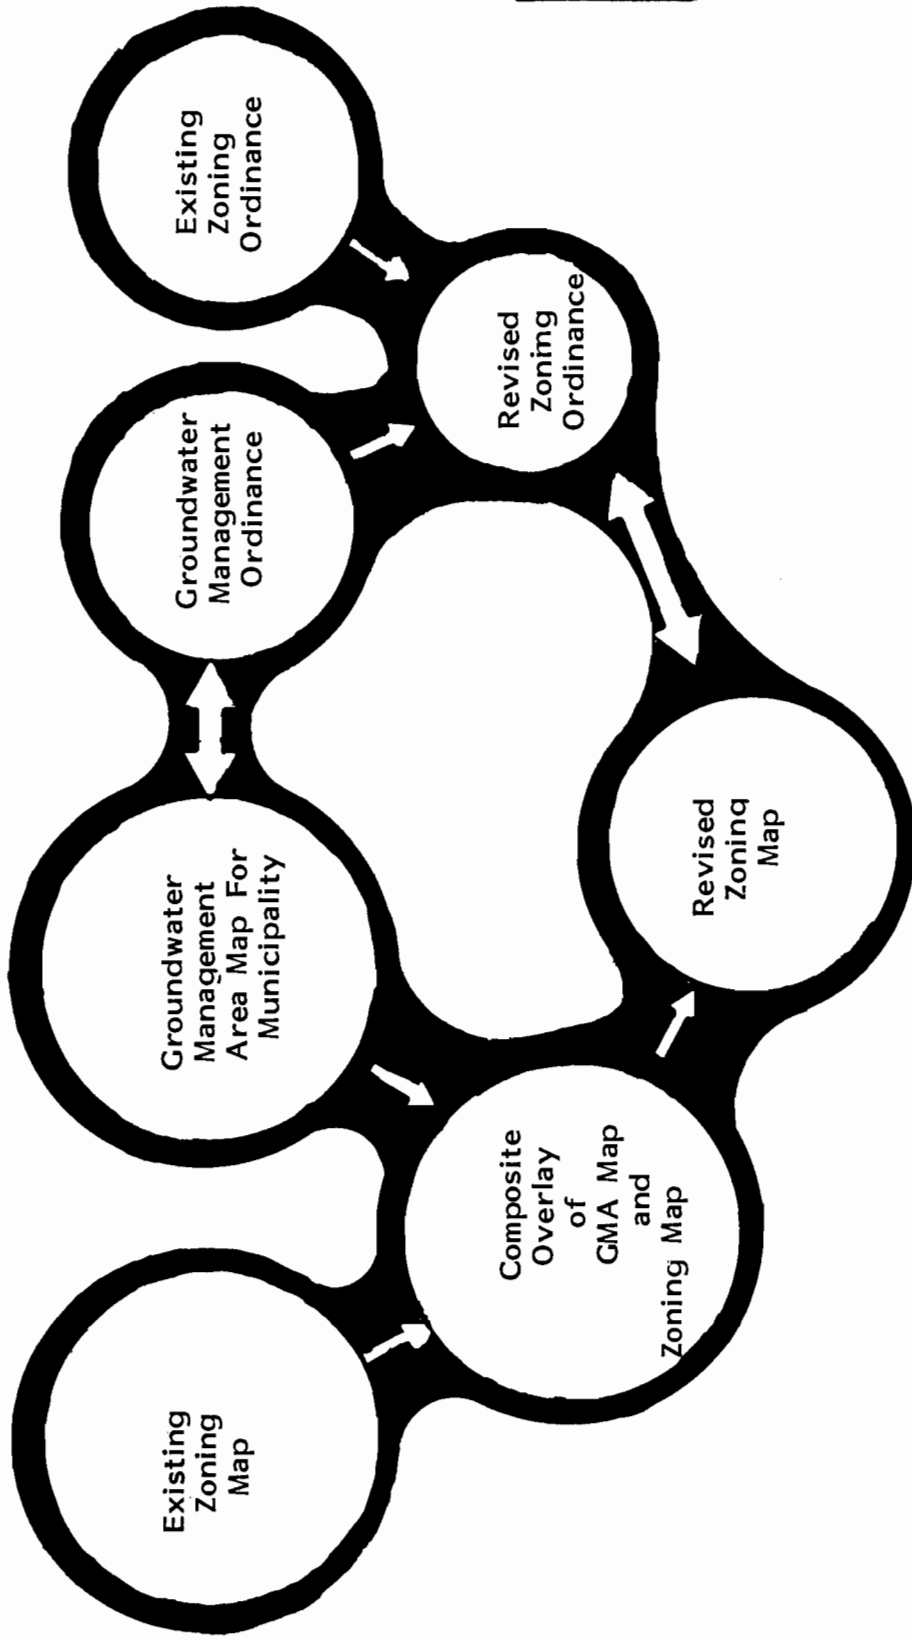 Existing
Zoning
Map
Groundwater
Management
Area Map For
Municipality
Groundwater
Management
Ordinance
Existing
Zoning
Ordinance
Composite
Overlay
of
GMA Map
and
Zoning Map
Revised
Zoning
Map
Revised
Zoning
Ordinance